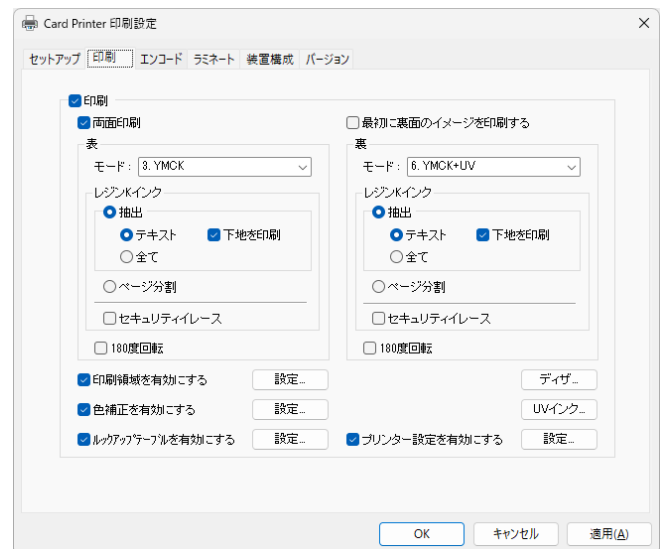 Card Printer 印刷設定
セットアップ 印刷 エンコード ラミネート 装置構成 バージョン
印刷
両面印刷 最初に裏面のイメージを印刷する
表
モード： 3. YMCK
レジンKインク
抽出
テキスト 下地を印刷
全て
ページ分割
セキュリティイレース
180度回転
裏
モード： 6. YMCK+UV
レジンKインク
抽出
テキスト 下地を印刷
全て
ページ分割
セキュリティイレース
180度回転
印刷領域を有効にする 設定... ディザ...
色補正を有効にする 設定... UVインク...
ルックアップテーブルを有効にする 設定... プリンター設定を有効にする 設定...
OK キャンセル 適用(A)